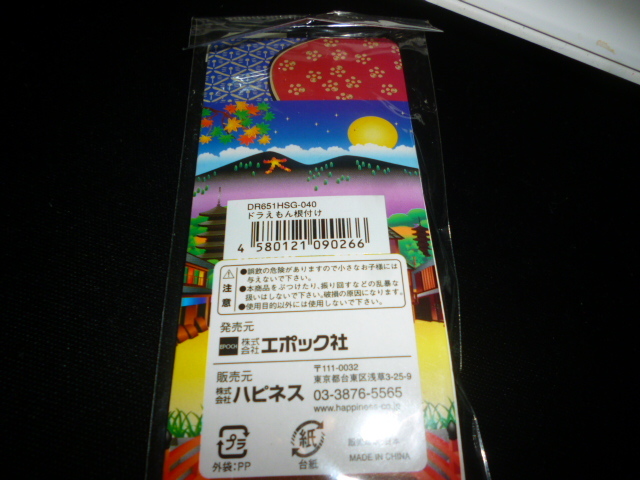 大
DR651HSG-040
ドラえもん根付け
4 580121 090266
注意
●誤飲の危険がありますので小さなお子様には
与えないで下さい。
●本商品をぶつけたり、振り回すなどの乱暴な
扱いはしないで下さい。破損の原因になります。
●使用目的以外には使用しないで下さい。
発売元
EPOCH 株式会社 エポック社
販売元
株式会社 ハピネス
〒111-0032
東京都台東区浅草3-25-9
03-3876-5565
www.happiness.co.jp
プラ
外装:PP
紙
台紙
MADE IN CHINA